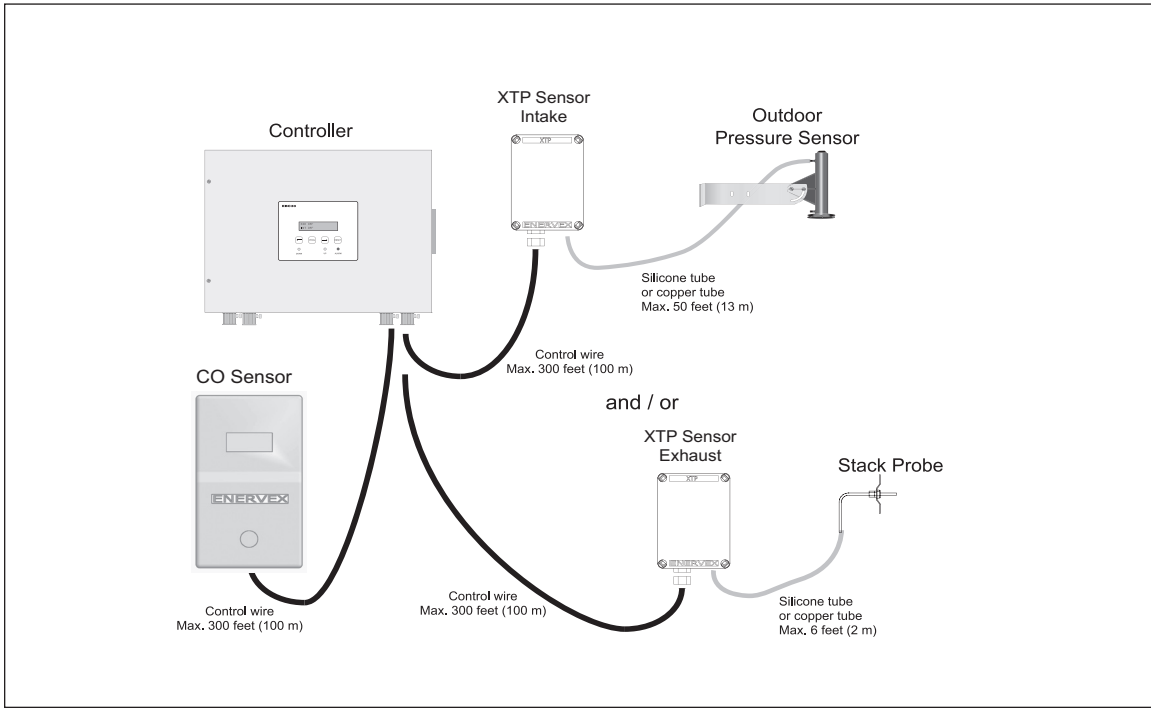 XTP Sensor
Intake
Outdoor
Pressure Sensor
Controller
XTP
ENERVEX
Silicone tube
or copper tube
Max. 50 feet (13 m)
Control wire
Max. 300 feet (100 m)
CO Sensor
ENERVEX
and / or
XTP Sensor
Exhaust
Stack Probe
XTP
ENERVEX
Control wire
Max. 300 feet (100 m)
Control wire
Max. 300 feet (100 m)
Silicone tube
or copper tube
Max. 6 feet (2 m)